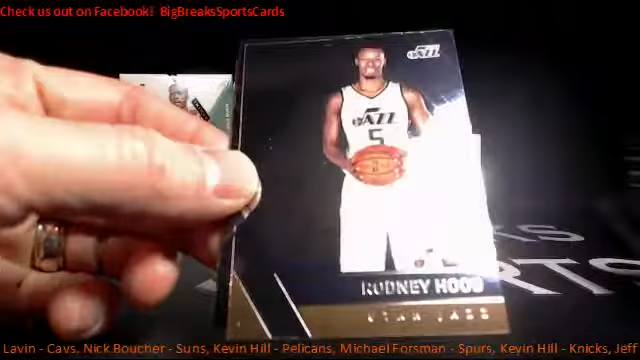 Check us out on Facebook! BigBreaksSportsCards
JAZZ
JAZZ
5
RODNEY HOOD
UTAH JAZZ
Lavin - Cavs, Nick Boucher - Suns, Kevin Hill - Pelicans, Michael Forsman - Spurs, Kevin Hill - Knicks, Jeff